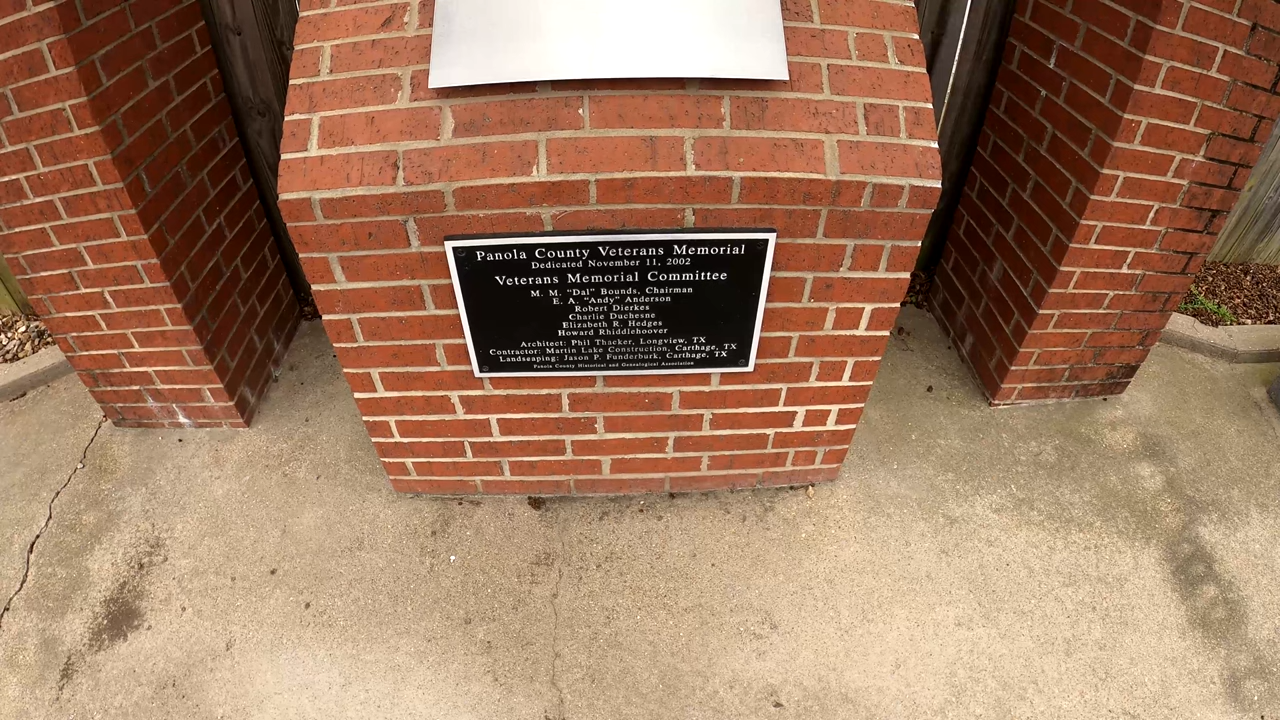 Panola County Veterans Memorial
Dedicated November 11, 2002
Veterans Memorial Committee
M. M. "Dal" Bounds, Chairman
E. A. "Andy" Anderson
Robert Dierkes
Charlie Duchesne
Elizabeth R. Hedges
Howard Rhiddlehoover
Architect: Phil Thacker, Longview, TX
Contractor: Martin Lake Construction, Carthage, TX
Landscaping: Jason P. Funderburk, Carthage, TX
Panola County Historical and Genealogical Association